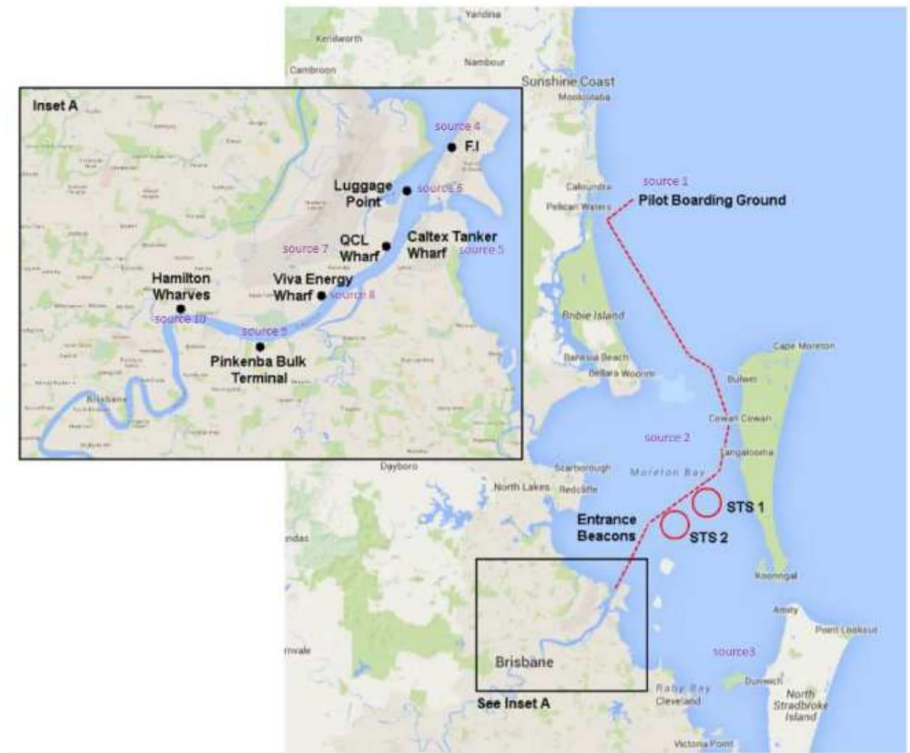 Yandina
Kenilworth
Nambour
Cambroon
Sunshine Coast
Mooloolaba
Inset A
source 4
F.I
source 1
Caloundra
Pilot Boarding Ground
Pelican Waters
Luggage
Point
source 6
QCL
Wharf
source 7
Caltex Tanker
Wharf
source 5
Hamilton
Wharves
Viva Energy
Wharf
source 8
source 10
source 9
Pinkenba Bulk
Terminal
Brisbane
Bribie Island
Banksia Beach
Bellara Woorim
Cape Moreton
Bulwer
Cowan Cowan
source 2
Tangalooma
Dayboro
Scarborough
Moreton Bay
North Lakes
Redcliffe
STS 1
Entrance
Beacons
STS 2
Kooringal
Amity
Point Lookout
source3
Brisbane
Dunwich
Raby Bay
Cleveland
North
Stradbroke
Island
See Inset A
Victoria Point